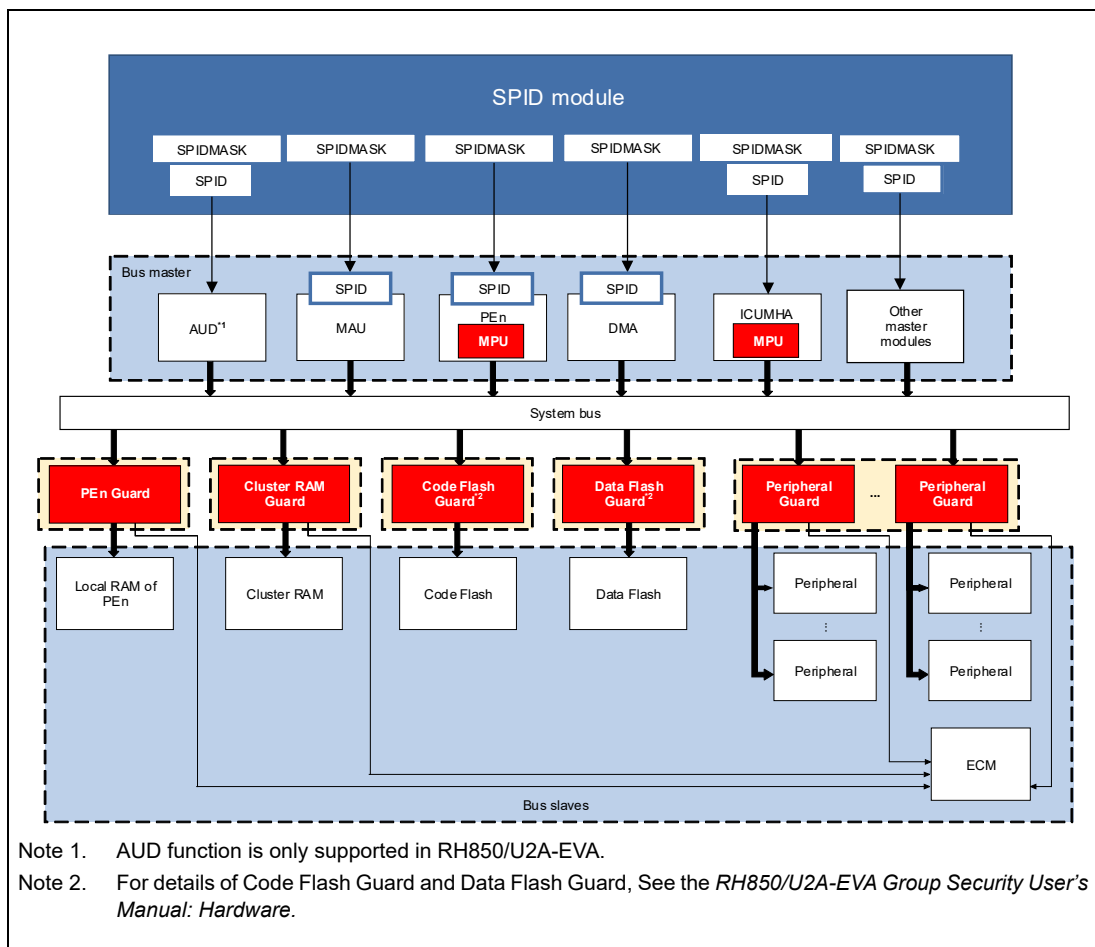 SPID module
SPIDMASK SPIDMASK SPIDMASK SPIDMASK SPIDMASK SPIDMASK
SPID SPID SPID
Bus master
SPID SPID SPID
AUD*1 MAU PEn DMA ICUMHA Other
master
modules
MPU MPU
System bus
PEn Guard Cluster RAM Guard Code Flash Guard*2 Data Flash Guard*2 Peripheral Guard ... Peripheral Guard
Local RAM of PEn Cluster RAM Code Flash Data Flash Peripheral Peripheral
⋮ ⋮
Peripheral Peripheral
ECM
Bus slaves
Note 1. AUD function is only supported in RH850/U2A-EVA.
Note 2. For details of Code Flash Guard and Data Flash Guard, See the RH850/U2A-EVA Group Security User's
Manual: Hardware.